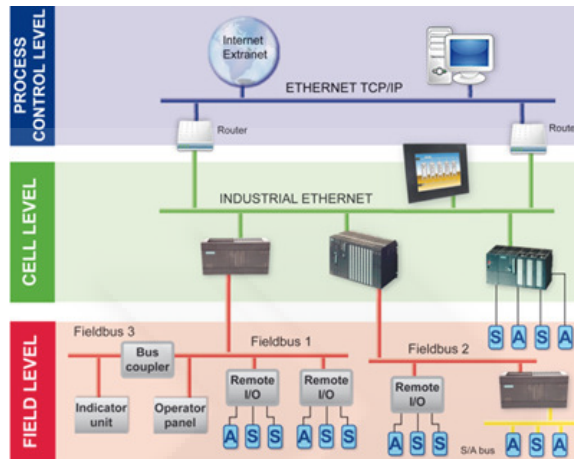 PROCESS
CONTROL LEVEL
Internet
Extranet
ETHERNET TCP/IP
Router
Route
CELL LEVEL
INDUSTRIAL ETHERNET
S A S A
FIELD LEVEL
Fieldbus 3
Bus
coupler
Fieldbus 1
Fieldbus 2
Indicator
unit
Operator
panel
Remote
I/O
Remote
I/O
Remote
I/O
A S S
A S S
A S S
S/A bus
A S A